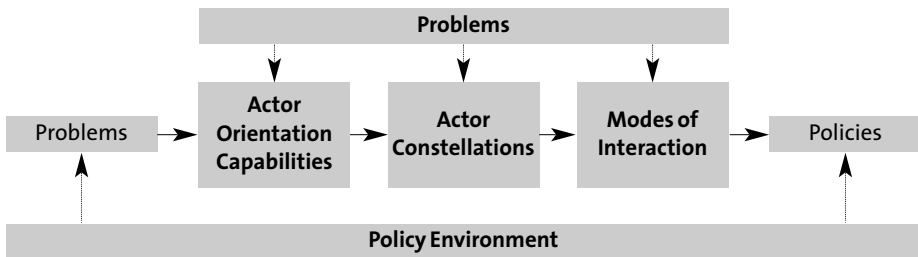 Problems
Problems
Actor
Orientation
Capabilities
Actor
Constellations
Modes of
Interaction
Policies
Policy Environment